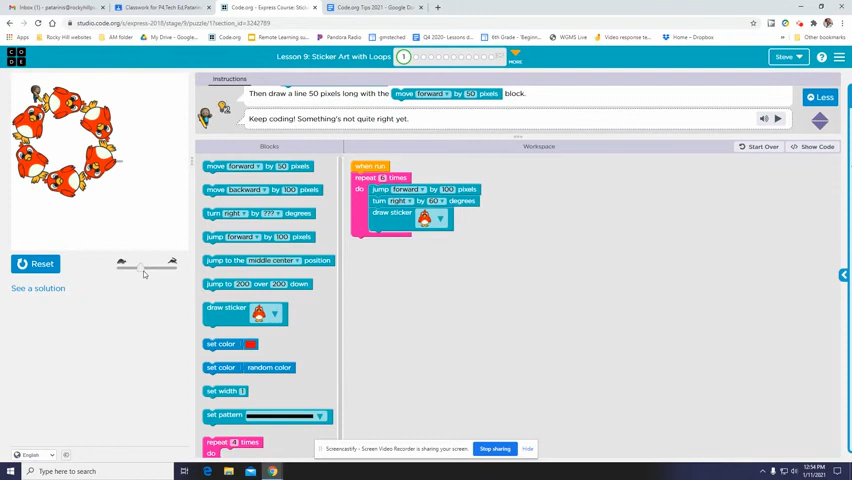 Inbox (1) - patarins@rockyhillps
Classwork for P4.Tech Ed.1
Code.org - Express Course: Sticker
Code.org Tips 2021 - Google Do
studio.code.org/s/express-2018/stage/9/puzzle/1?section_id=3242789
Apps
Rocky Hill websites
AM folder
My Drive - Google...
Code.org
Remote Learning su...
Pandora Radio
gmetrixsms
Q4 2020- Lessons d...
6th Grade - "Beginn...
WGMS Live
Video response te...
Home - Dropbox
Other bookmarks
CODE
Lesson 9: Sticker Art with Loops
1
MORE
Steve
Instructions
Then draw a line 50 pixels long with the move forward by 50 pixels block.
Less
2
Keep coding! Something's not quite right yet.
Blocks
Workspace
Start Over
Show Code
move forward by 50 pixels
move backward by 100 pixels
turn right by ??? degrees
jump forward by 100 pixels
jump to the middle center position
jump to 200 over 200 down
draw sticker
set color
set color random color
set width 1
set pattern
repeat 4 times
do
when run
repeat 6 times
do jump forward by 100 pixels
turn right by 60 degrees
draw sticker
Reset
See a solution
English
Screencastify - Screen Video Recorder is sharing your screen.
Stop sharing
Hide
Type here to search
12:54 PM
1/11/2021